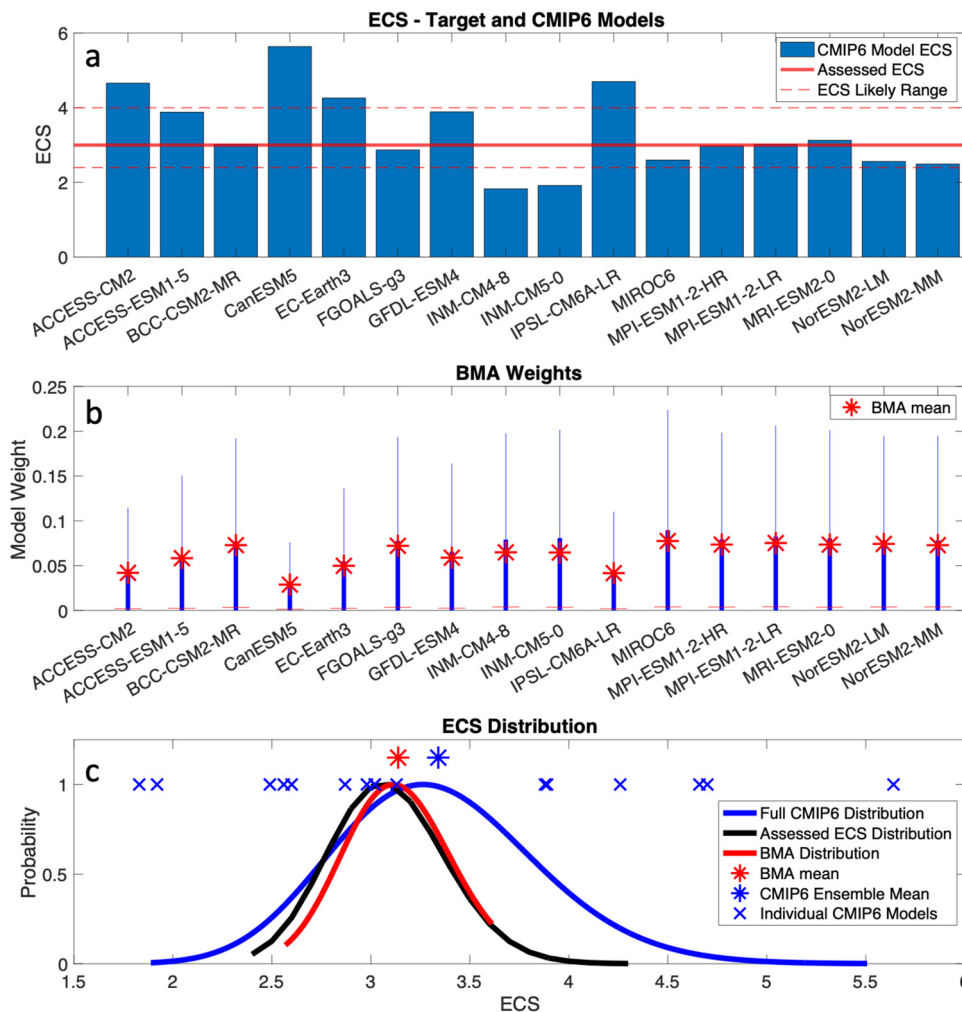 ECS - Target and CMIP6 Models
a
CMIP6 Model ECS
Assessed ECS
ECS Likely Range
ECS
6
4
2
0
ACCESS-CM2
ACCESS-ESM1-5
BCC-CSM2-MR
CanESM5
EC-Earth3
FGOALS-g3
GFDL-ESM4
INM-CM4-8
INM-CM5-0
IPSL-CM6A-LR
MIROC6
MPI-ESM1-2-HR
MPI-ESM1-2-LR
MRI-ESM2-0
NorESM2-LM
NorESM2-MM
BMA Weights
b
BMA mean
Model Weight
0.25
0.2
0.15
0.1
0.05
0
ACCESS-CM2
ACCESS-ESM1-5
BCC-CSM2-MR
CanESM5
EC-Earth3
FGOALS-g3
GFDL-ESM4
INM-CM4-8
INM-CM5-0
IPSL-CM6A-LR
MIROC6
MPI-ESM1-2-HR
MPI-ESM1-2-LR
MRI-ESM2-0
NorESM2-LM
NorESM2-MM
ECS Distribution
c
Probability
1
0.5
0
Full CMIP6 Distribution
Assessed ECS Distribution
BMA Distribution
BMA mean
CMIP6 Ensemble Mean
Individual CMIP6 Models
1.5 2 2.5 3 3.5 4 4.5 5 5.5 6
ECS